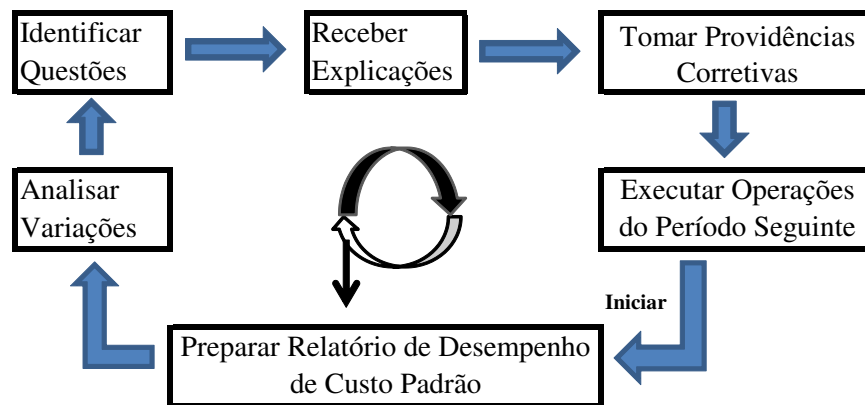 Identificar
Questões
Receber
Explicações
Tomar Providências
Corretivas
Analisar
Variações
Executar Operações
do Período Seguinte
Iniciar
Preparar Relatório de Desempenho
de Custo Padrão